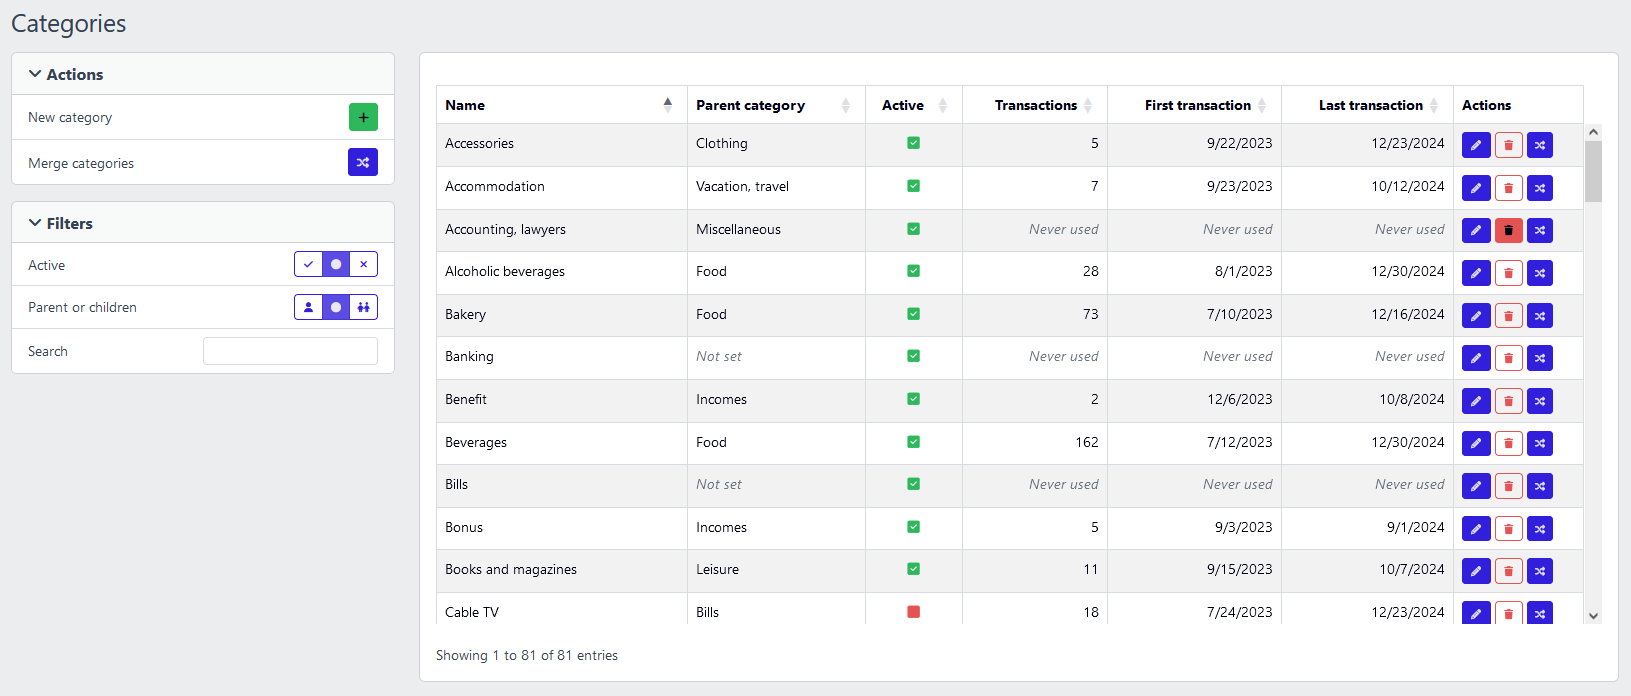 Categories
Actions
New category
Merge categories
Filters
Active
Parent or children
Search
Name Parent category Active Transactions First transaction Last transaction Actions
Accessories Clothing 5 9/22/2023 12/23/2024
Accommodation Vacation, travel 7 9/23/2023 10/12/2024
Accounting, lawyers Miscellaneous Never used Never used Never used
Alcoholic beverages Food 28 8/1/2023 12/30/2024
Bakery Food 73 7/10/2023 12/16/2024
Banking Not set Never used Never used Never used
Benefit Incomes 2 12/6/2023 10/8/2024
Beverages Food 162 7/12/2023 12/30/2024
Bills Not set Never used Never used Never used
Bonus Incomes 5 9/3/2023 9/1/2024
Books and magazines Leisure 11 9/15/2023 10/7/2024
Cable TV Bills 18 7/24/2023 12/23/2024
Showing 1 to 81 of 81 entries